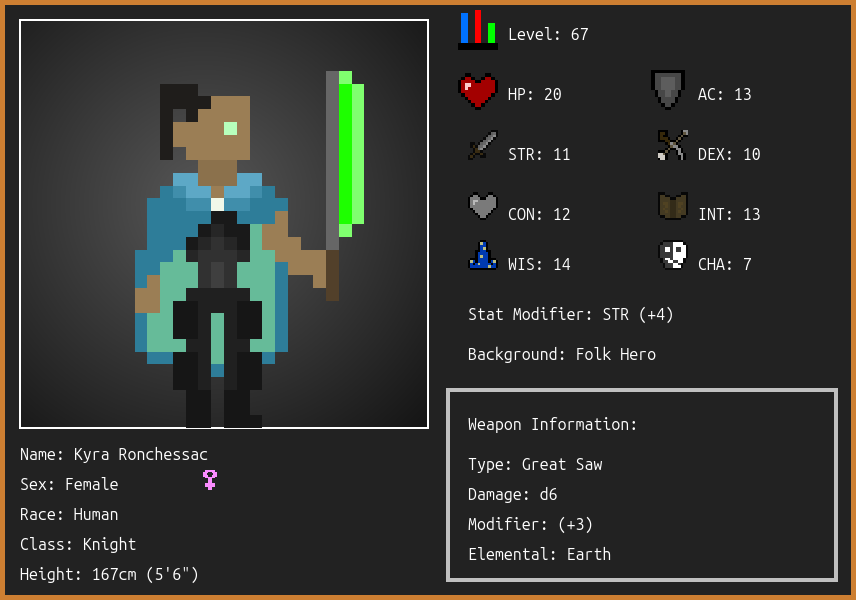 Level: 67
HP: 20
AC: 13
STR: 11
DEX: 10
CON: 12
INT: 13
WIS: 14
CHA: 7
Stat Modifier: STR (+4)
Background: Folk Hero
Weapon Information:
Type: Great Saw
Damage: d6
Modifier: (+3)
Elemental: Earth
Name: Kyra Ronchessac
Sex: Female
Race: Human
Class: Knight
Height: 167cm (5'6")